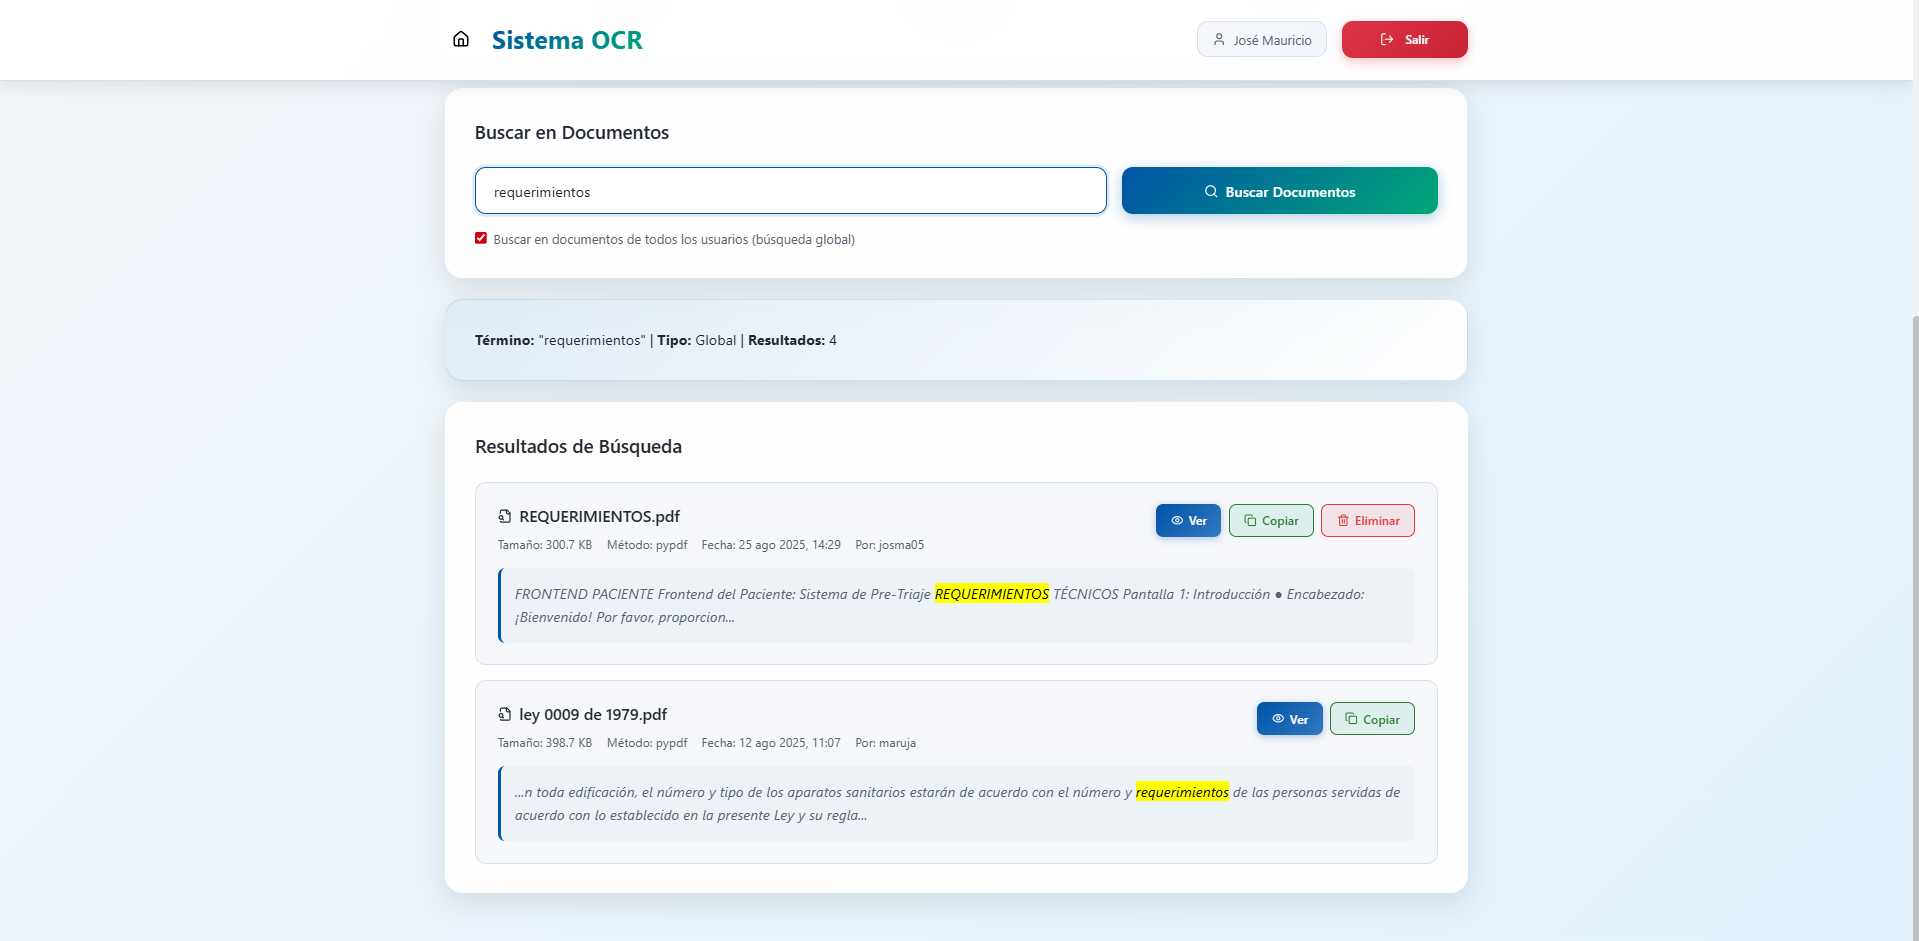 Sistema OCR
José Mauricio
Salir
Buscar en Documentos
requerimientos
Buscar Documentos
Buscar en documentos de todos los usuarios (búsqueda global)
Término: "requerimientos" | Tipo: Global | Resultados: 4
Resultados de Búsqueda
REQUERIMIENTOS.pdf
Ver
Copiar
Eliminar
Tamaño: 300.7 KB Método: pypdf Fecha: 25 ago 2025, 14:29 Por: josma05
FRONTEND PACIENTE Frontend del Paciente: Sistema de Pre-Triaje REQUERIMIENTOS TÉCNICOS Pantalla 1: Introducción ● Encabezado:
¡Bienvenido! Por favor, proporcion...
ley 0009 de 1979.pdf
Ver
Copiar
Tamaño: 398.7 KB Método: pypdf Fecha: 12 ago 2025, 11:07 Por: maruja
...n toda edificación, el número y tipo de los aparatos sanitarios estarán de acuerdo con el número y requerimientos de las personas servidas de
acuerdo con lo establecido en la presente Ley y su regla...